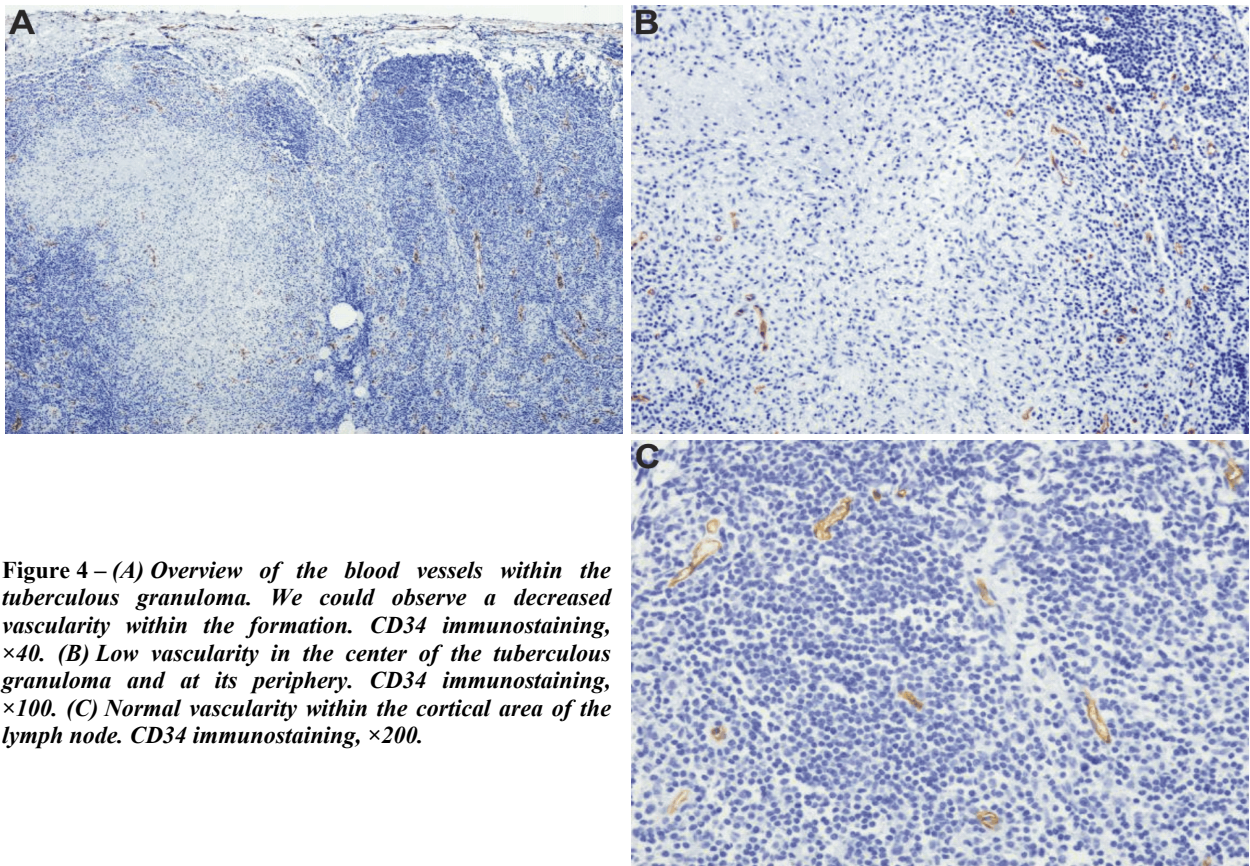 A
B
C
Figure 4 – (A) Overview of the blood vessels within the
tuberculous granuloma. We could observe a decreased
vascularity within the formation. CD34 immunostaining,
×40. (B) Low vascularity in the center of the tuberculous
granuloma and at its periphery. CD34 immunostaining,
×100. (C) Normal vascularity within the cortical area of the
lymph node. CD34 immunostaining, ×200.